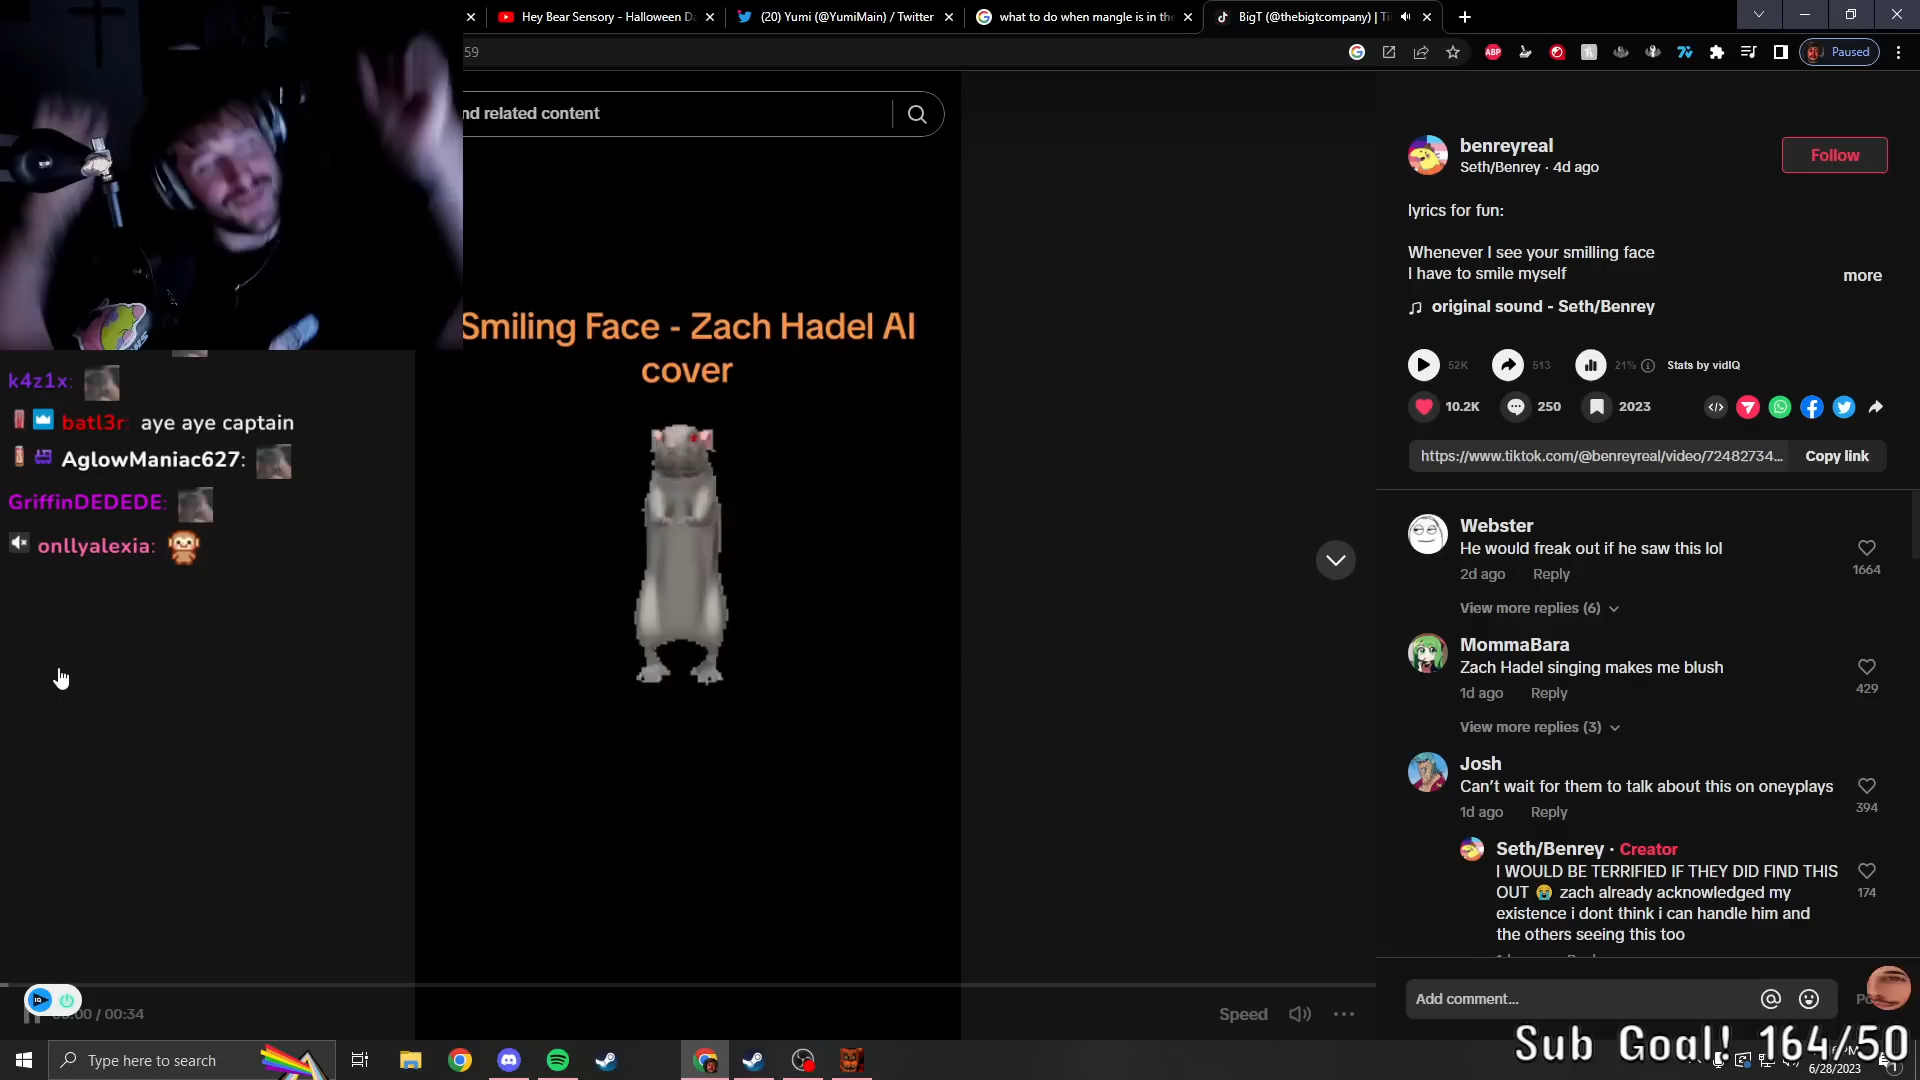 Hey Bear Sensory - Halloween D
(20) Yumi (@YumiMain) / Twitter
what to do when mangle is in the
BigT (@thebigtcompany) | Ti
59
ABP
Paused
nd related content
Smiling Face - Zach Hadel AI
cover
k4z1x:
batl3r: aye aye captain
AglowManiac627:
GriffinDEDEDE:
onllyalexia:
/ 00:34
Speed
benreyreal
Seth/Benrey · 4d ago
Follow
lyrics for fun:
Whenever I see your smilling face
I have to smile myself
more
original sound - Seth/Benrey
52K
513
21%
Stats by vidIQ
10.2K
250
2023
https://www.tiktok.com/@benreyreal/video/72482734...
Copy link
Webster
He would freak out if he saw this lol
2d ago Reply
1664
View more replies (6)
MommaBara
Zach Hadel singing makes me blush
1d ago Reply
429
View more replies (3)
Josh
Can't wait for them to talk about this on oneyplays
1d ago Reply
394
Seth/Benrey · Creator
I WOULD BE TERRIFIED IF THEY DID FIND THIS
OUT 😭 zach already acknowledged my
existence i dont think i can handle him and
the others seeing this too
174
Add comment...
Sub Goal! 164/50
Type here to search
6/28/2023